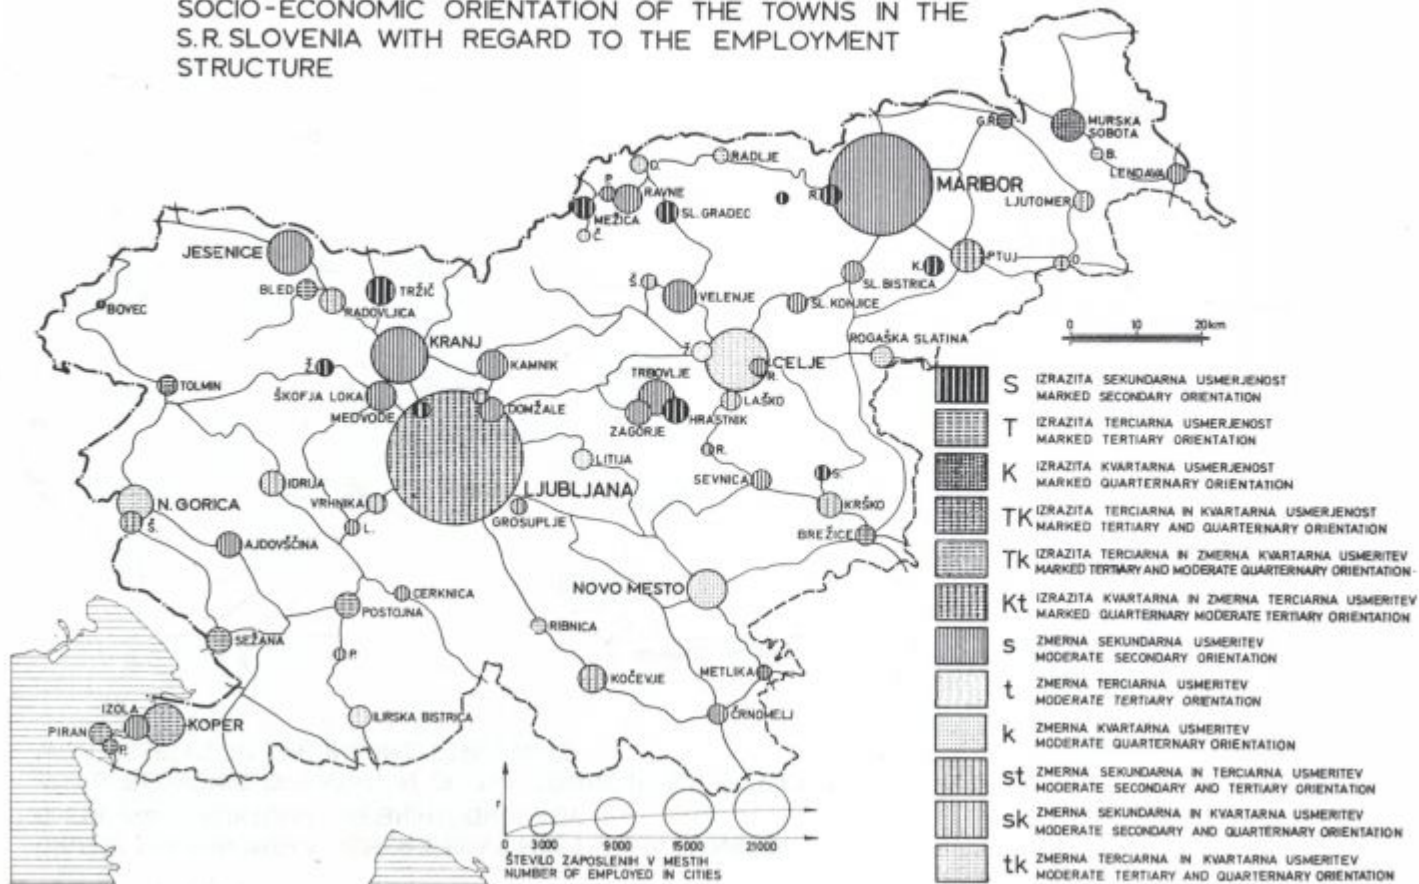 SOCIO-ECONOMIC ORIENTATION OF THE TOWNS IN THE
S.R. SLOVENIA WITH REGARD TO THE EMPLOYMENT
STRUCTURE
G.R.
MURSKA
SOBOTA
B.
LENDAVA
LJUTOMER
MARIBOR
R.
RADLJE
D.
P.
RAVNE
MEŽICA
SL. GRADEC
Č.
PTUJ
O.
K.
SL. BISTRICA
SL. KONJICE
Š.
VELENJE
JESENICE
BLED
RADOVLJICA
TRŽIČ
BOVEC
KRANJ
KAMNIK
Ž.
TOLMIN
ŠKOFJA LOKA
MEDVODE
DOMŽALE
ROGAŠKA SLATINA
Ž.
CELJE
R.
TRBOVLJE
LAŠKO
HRASTNIK
ZAGORJE
R.
LITIJA
SEVNICA
S.
KRŠKO
BREŽICE
IDRIJA
VRHNIKA
L.
LJUBLJANA
GROSUPLJE
N. GORICA
Š.
AJDOVŠČINA
CERKNICA
POSTOJNA
SEŽANA
P.
NOVO MESTO
RIBNICA
KOČEVJE
METLIKA
ČRNOMELJ
IZOLA
PIRAN
P.
KOPER
ILIRSKA BISTRICA
0 10 20km
S IZRAZITA SEKUNDARNA USMERJENOST
MARKED SECONDARY ORIENTATION
T IZRAZITA TERCIARNA USMERJENOST
MARKED TERTIARY ORIENTATION
K IZRAZITA KVARTARNA USMERJENOST
MARKED QUARTERNARY ORIENTATION
TK IZRAZITA TERCIARNA IN KVARTARNA USMERJENOST
MARKED TERTIARY AND QUARTERNARY ORIENTATION
Tk IZRAZITA TERCIARNA IN ZMERNA KVARTARNA USMERITEV
MARKED TERTIARY AND MODERATE QUARTERNARY ORIENTATION
Kt IZRAZITA KVARTARNA IN ZMERNA TERCIARNA USMERITEV
MARKED QUARTERNARY MODERATE TERTIARY ORIENTATION
s ZMERNA SEKUNDARNA USMERITEV
MODERATE SECONDARY ORIENTATION
t ZMERNA TERCIARNA USMERITEV
MODERATE TERTIARY ORIENTATION
k ZMERNA KVARTARNA USMERITEV
MODERATE QUARTERNARY ORIENTATION
st ZMERNA SEKUNDARNA IN TERCIARNA USMERITEV
MODERATE SECONDARY AND TERTIARY ORIENTATION
sk ZMERNA SEKUNDARNA IN KVARTARNA USMERITEV
MODERATE SECONDARY AND QUARTERNARY ORIENTATION
tk ZMERNA TERCIARNA IN KVARTARNA USMERITEV
MODERATE TERTIARY AND QUARTERNARY ORIENTATION
r
0 3000 9000 15000 21000
ŠTEVILO ZAPOSLENIH V MESTIH
NUMBER OF EMPLOYED IN CITIES